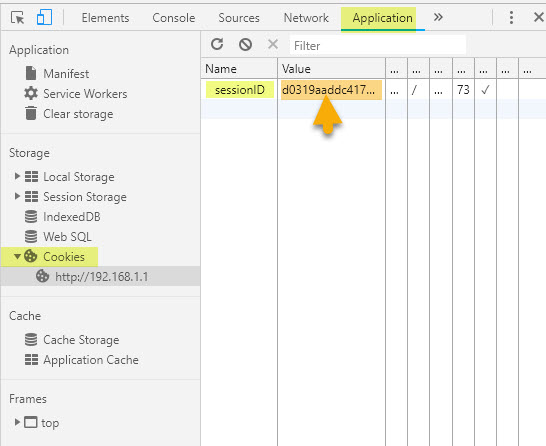 Elements Console Sources Network Application »
Application
Manifest
Service Workers
Clear storage
Storage
Local Storage
Session Storage
IndexedDB
Web SQL
Cookies
http://192.168.1.1
Cache
Cache Storage
Application Cache
Frames
top
Filter
Name Value ... ... ... ... ... ... ...
sessionID d0319aaddc417... ... / ... 73 ✓